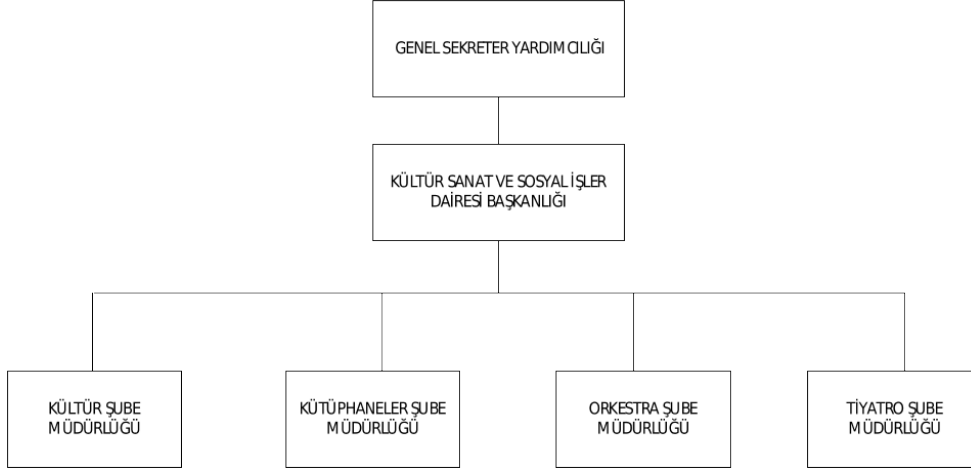 GENEL SEKRETER YARDIMCILIĞI
KÜLTÜR SANAT VE SOSYAL İŞLER
DAİRESİ BAŞKANLIĞI
KÜLTÜR ŞUBE
MÜDÜRLÜĞÜ
KÜTÜPHANELER ŞUBE
MÜDÜRLÜĞÜ
ORKESTRA ŞUBE
MÜDÜRLÜĞÜ
TİYATRO ŞUBE
MÜDÜRLÜĞÜ